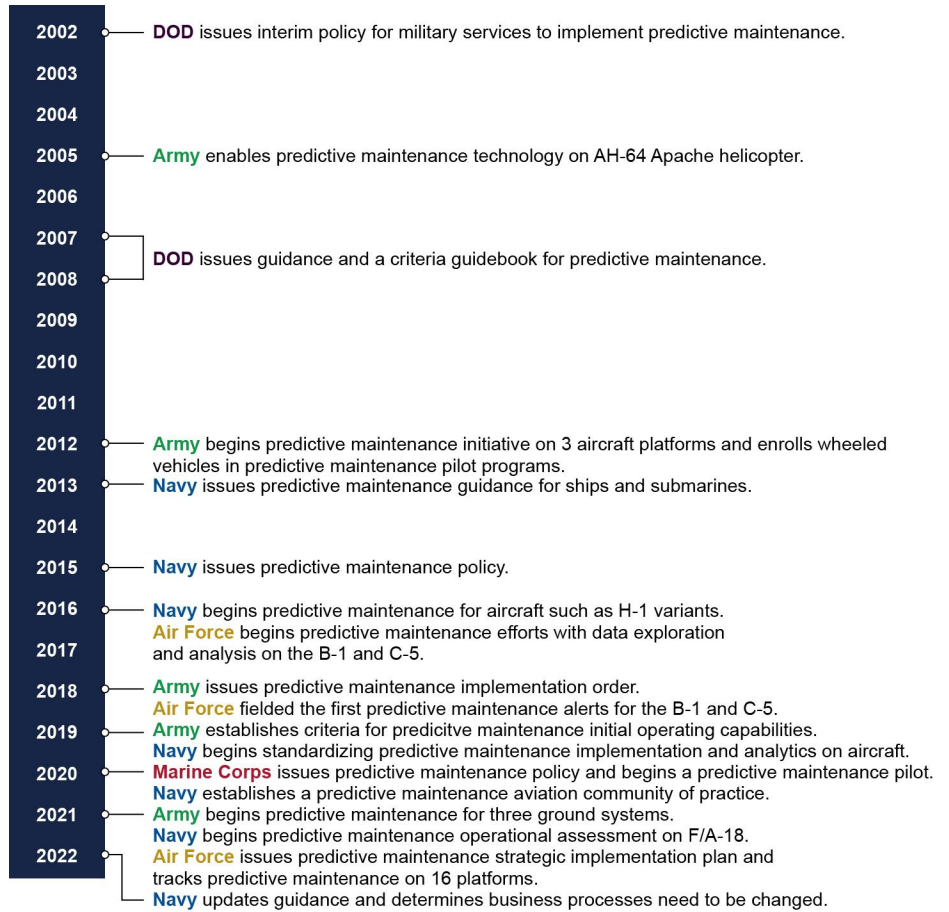 2002 DOD issues interim policy for military services to implement predictive maintenance.
2003
2004
2005 Army enables predictive maintenance technology on AH-64 Apache helicopter.
2006
2007
DOD issues guidance and a criteria guidebook for predictive maintenance.
2008
2009
2010
2011
2012 Army begins predictive maintenance initiative on 3 aircraft platforms and enrolls wheeled
vehicles in predictive maintenance pilot programs.
2013 Navy issues predictive maintenance guidance for ships and submarines.
2014
2015 Navy issues predictive maintenance policy.
2016 Navy begins predictive maintenance for aircraft such as H-1 variants.
Air Force begins predictive maintenance efforts with data exploration
2017 and analysis on the B-1 and C-5.
2018 Army issues predictive maintenance implementation order.
Air Force fielded the first predictive maintenance alerts for the B-1 and C-5.
2019 Army establishes criteria for predicitve maintenance initial operating capabilities.
Navy begins standardizing predictive maintenance implementation and analytics on aircraft.
2020 Marine Corps issues predictive maintenance policy and begins a predictive maintenance pilot.
Navy establishes a predictive maintenance aviation community of practice.
2021 Army begins predictive maintenance for three ground systems.
Navy begins predictive maintenance operational assessment on F/A-18.
2022 Air Force issues predictive maintenance strategic implementation plan and
tracks predictive maintenance on 16 platforms.
Navy updates guidance and determines business processes need to be changed.